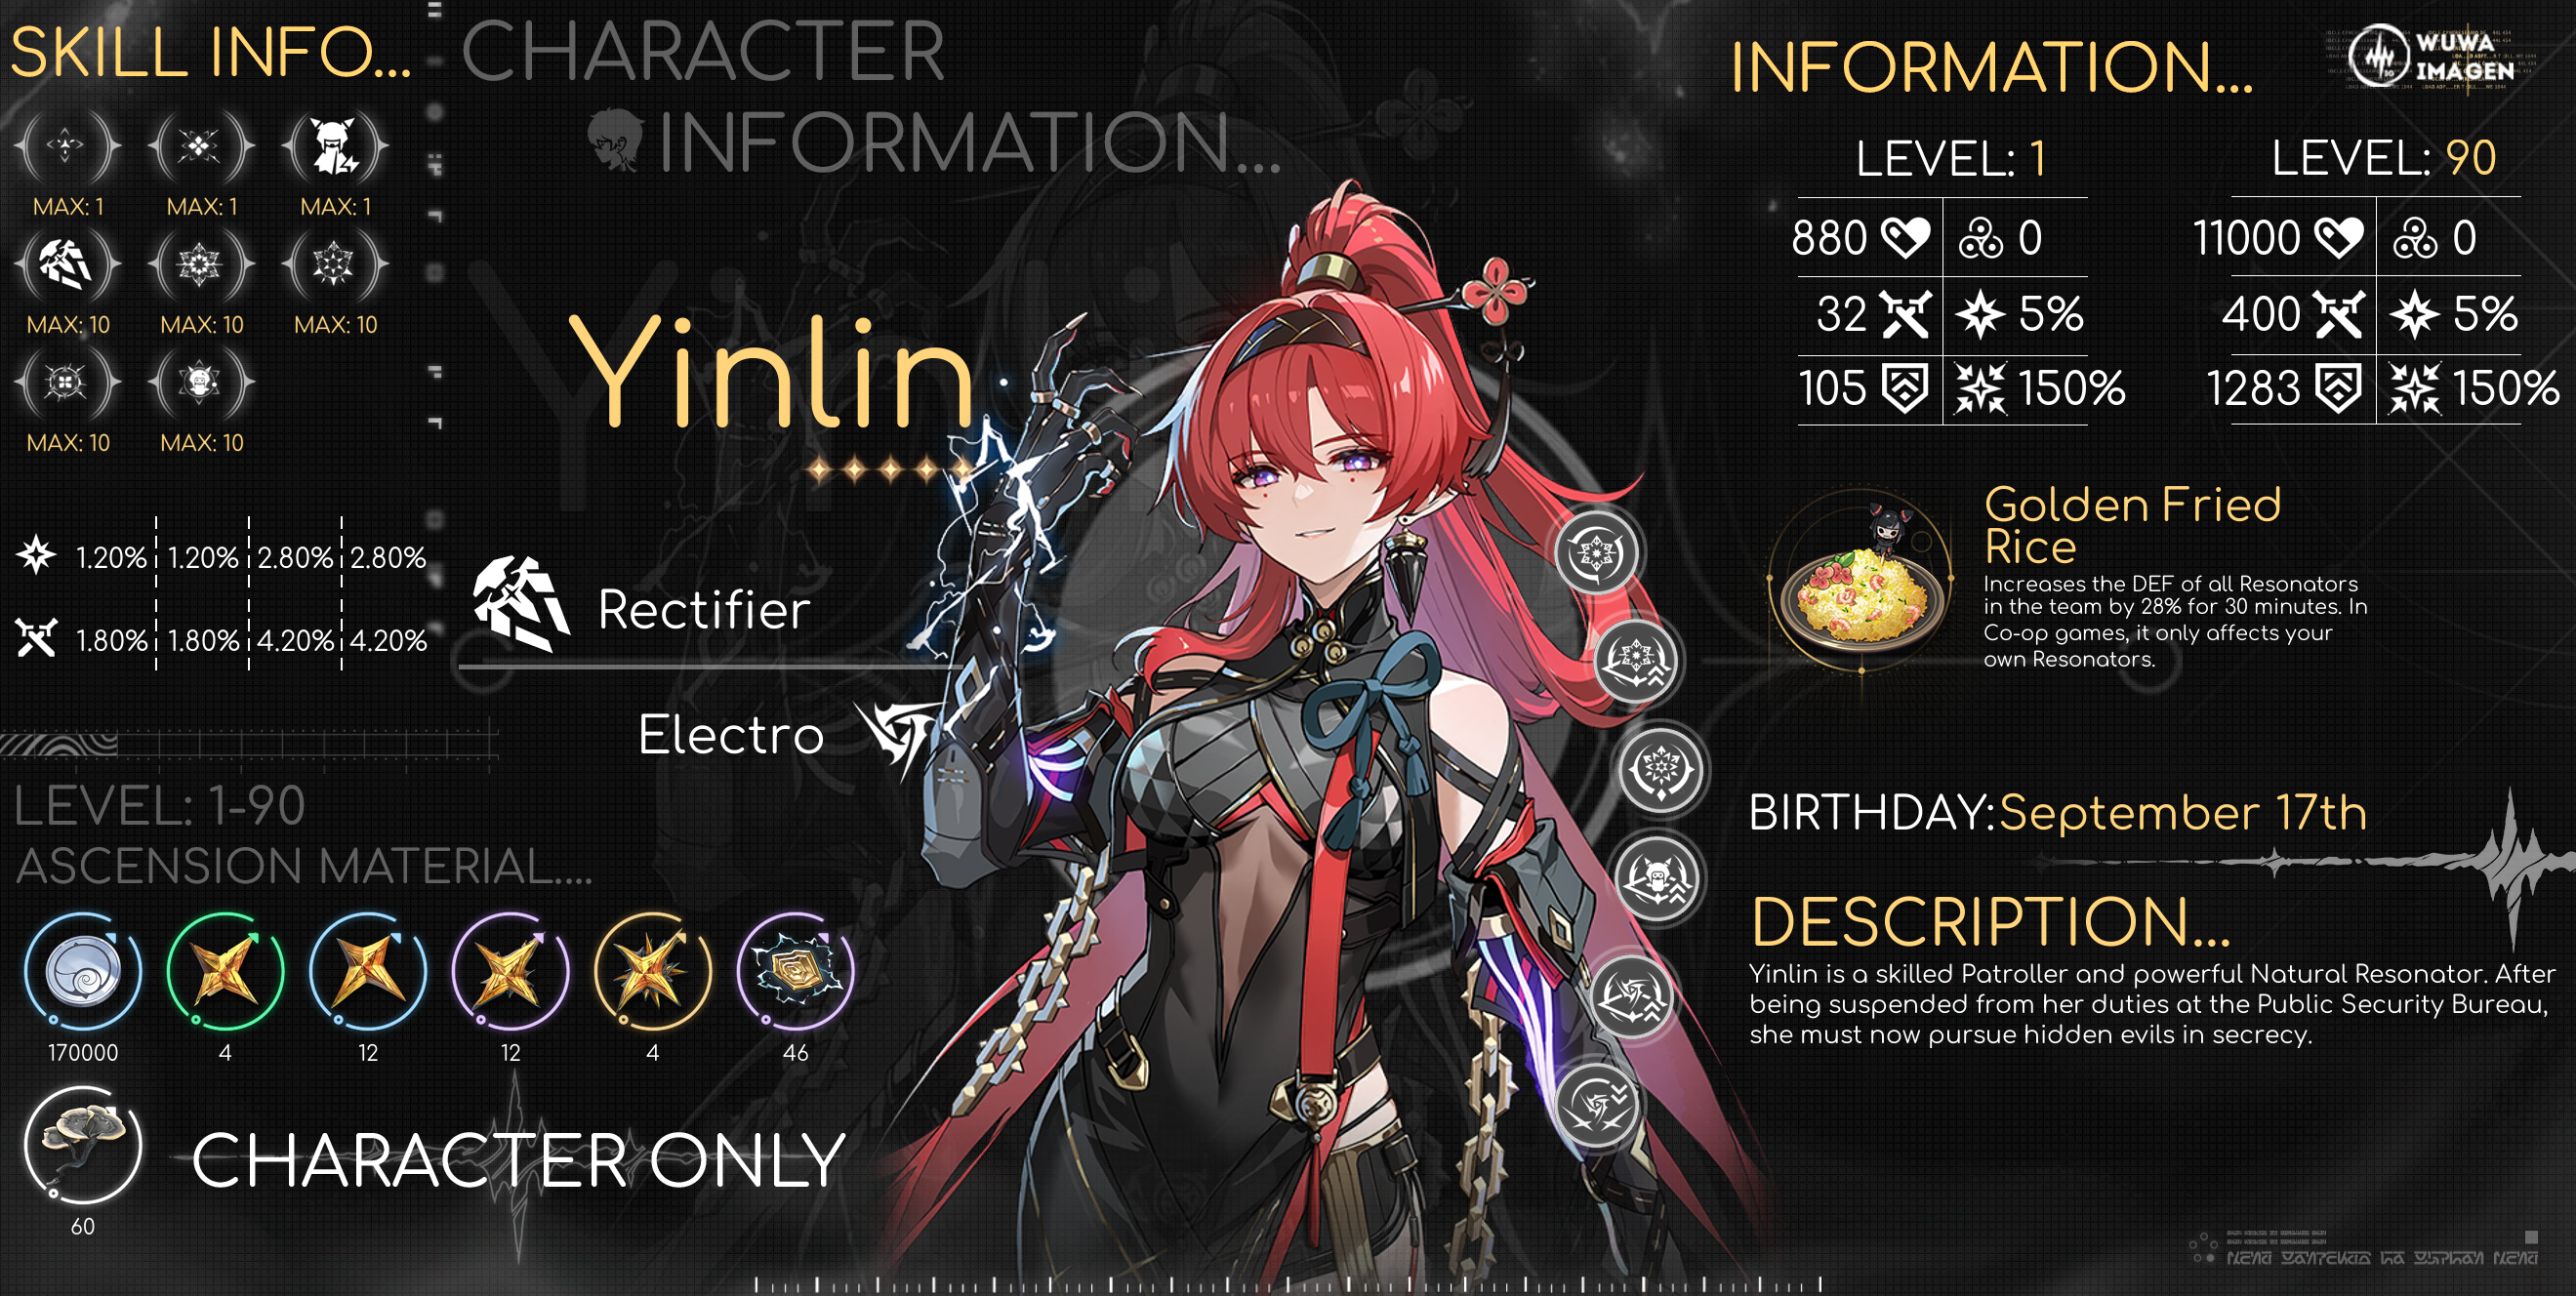 SKILL INFO...
MAX: 1
MAX: 1
MAX: 1
MAX: 10
MAX: 10
MAX: 10
MAX: 10
MAX: 10
1.20% 1.20% 2.80% 2.80%
1.80% 1.80% 4.20% 4.20%
LEVEL: 1-90
ASCENSION MATERIAL....
170000
4
12
12
4
46
60
CHARACTER ONLY
CHARACTER
INFORMATION...
Yinlin
Rectifier
Electro
INFORMATION...
WUWA
IMAGEN
LEVEL: 1
880 0
32 5%
105 150%
LEVEL: 90
11000 0
400 5%
1283 150%
Golden Fried
Rice
Increases the DEF of all Resonators
in the team by 28% for 30 minutes. In
Co-op games, it only affects your
own Resonators.
BIRTHDAY:September 17th
DESCRIPTION...
Yinlin is a skilled Patroller and powerful Natural Resonator. After
being suspended from her duties at the Public Security Bureau,
she must now pursue hidden evils in secrecy.